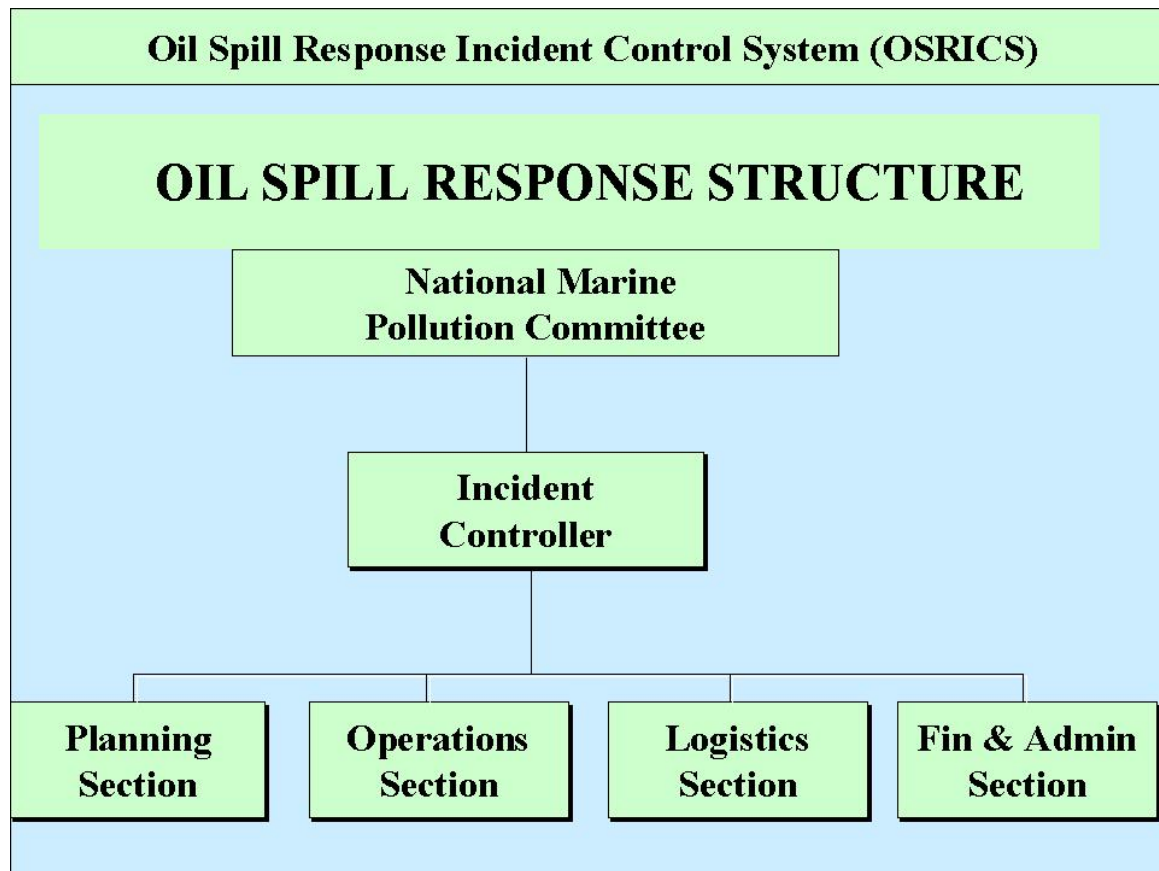 Oil Spill Response Incident Control System (OSRICS)
OIL SPILL RESPONSE STRUCTURE
National Marine
Pollution Committee
Incident
Controller
Planning
Section
Operations
Section
Logistics
Section
Fin & Admin
Section